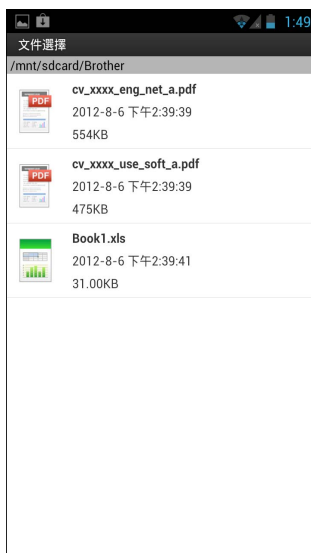 1:49
文件選擇
/mnt/sdcard/Brother
PDF
cv_xxxx_eng_net_a.pdf
2012-8-6 下午2:39:39
554KB
PDF
cv_xxxx_use_soft_a.pdf
2012-8-6 下午2:39:39
475KB
Book1.xls
2012-8-6 下午2:39:41
31.00KB